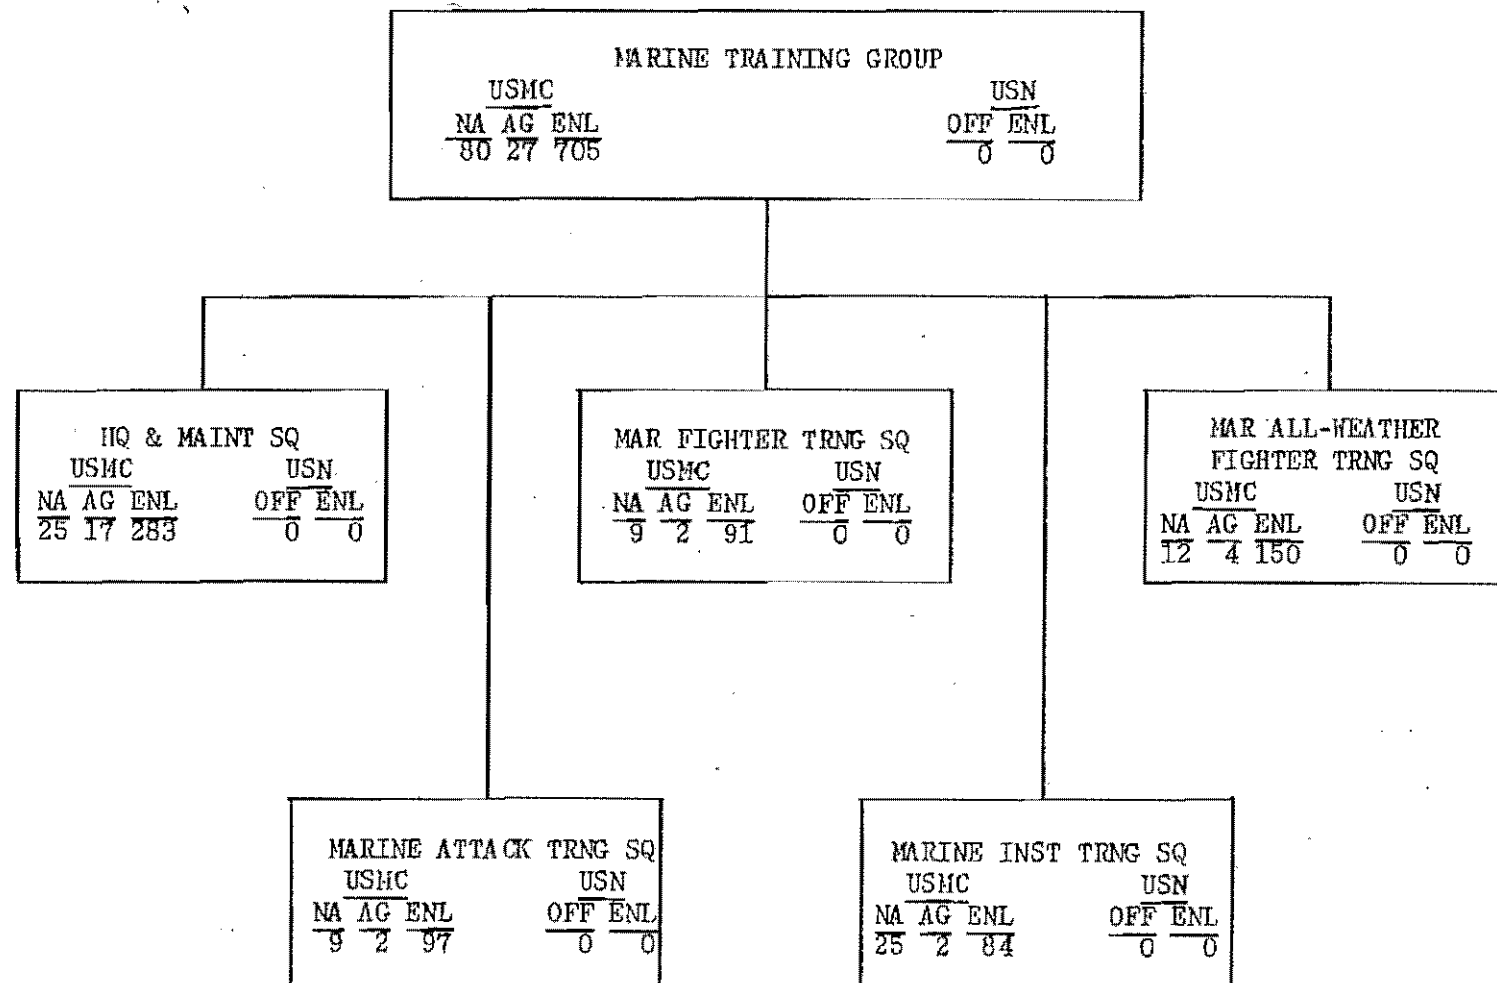 MARINE TRAINING GROUP
USMC USN
NA AG ENL OFF ENL
80 27 705 0 0
HQ & MAINT SQ
USMC USN
NA AG ENL OFF ENL
25 17 283 0 0
MAR FIGHTER TRNG SQ
USMC USN
NA AG ENL OFF ENL
9 2 91 0 0
MAR ALL-WEATHER
FIGHTER TRNG SQ
USMC USN
NA AG ENL OFF ENL
12 4 150 0 0
MARINE ATTACK TRNG SQ
USMC USN
NA AG ENL OFF ENL
9 2 97 0 0
MARINE INST TRNG SQ
USMC USN
NA AG ENL OFF ENL
25 2 84 0 0